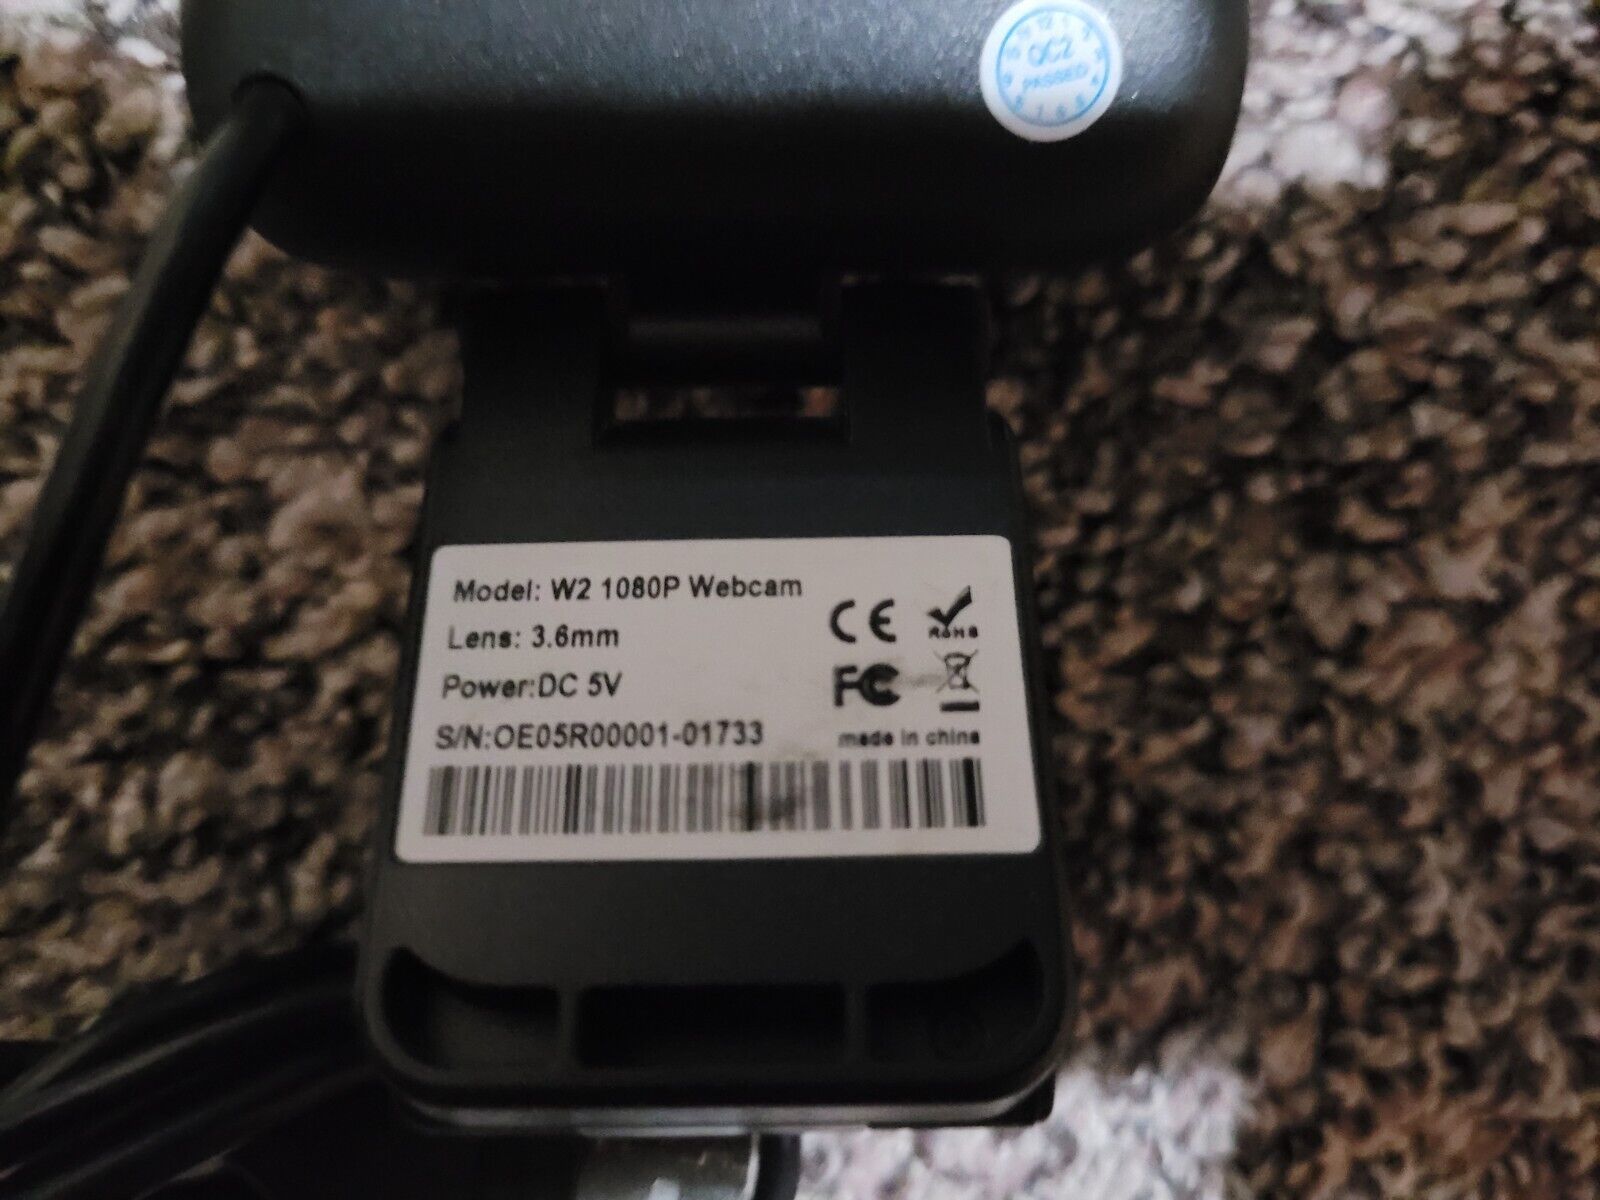 QC2
PASSED
Model: W2 1080P Webcam
Lens: 3.6mm
Power:DC 5V
S/N:OE05R00001-01733
CE
RoHS
FC
made in china